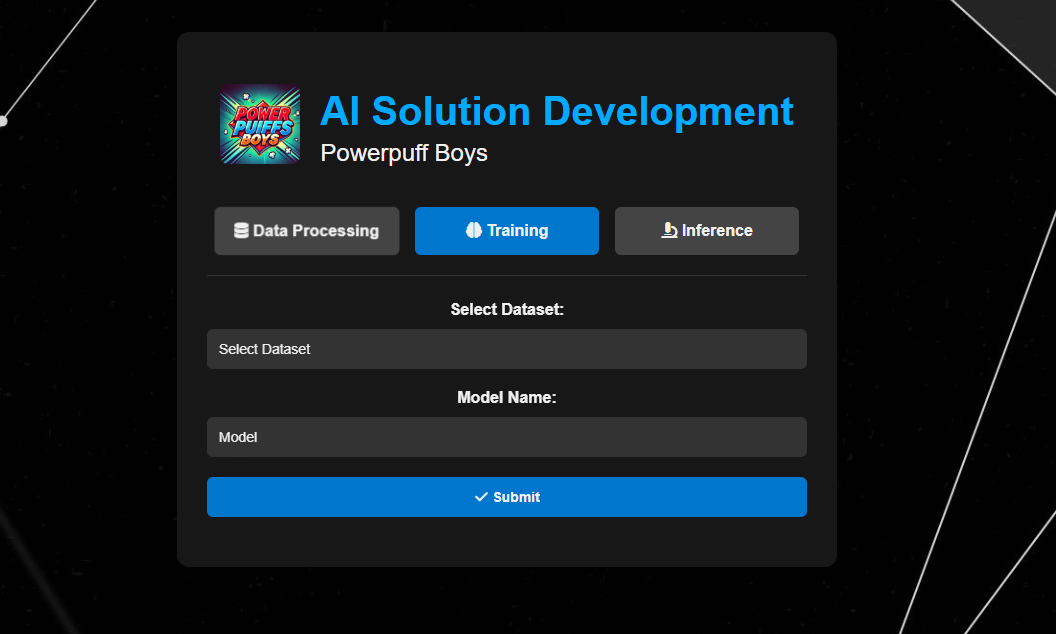 POWER
PUIFFS
BOYS
AI Solution Development
Powerpuff Boys
Data Processing
Training
Inference
Select Dataset:
Select Dataset
Model Name:
Model
Submit